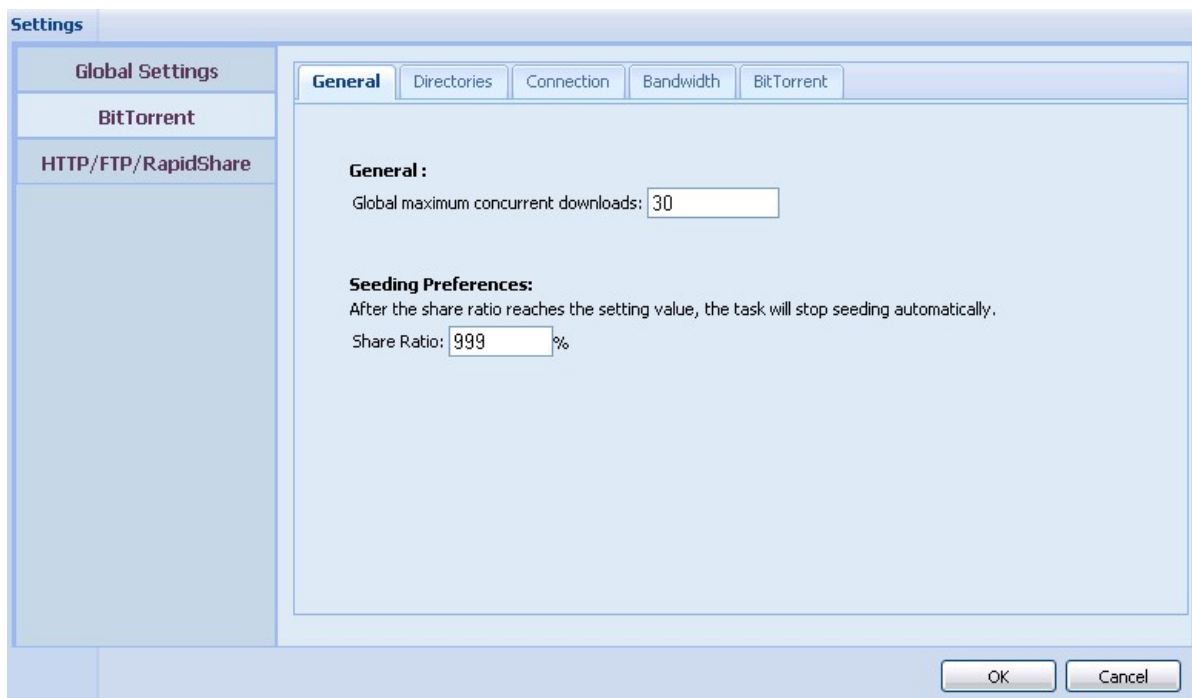 Settings
Global Settings
BitTorrent
HTTP/FTP/RapidShare
General
Directories
Connection
Bandwidth
BitTorrent
General :
Global maximum concurrent downloads: 30
Seeding Preferences:
After the share ratio reaches the setting value, the task will stop seeding automatically.
Share Ratio: 999 %
OK
Cancel